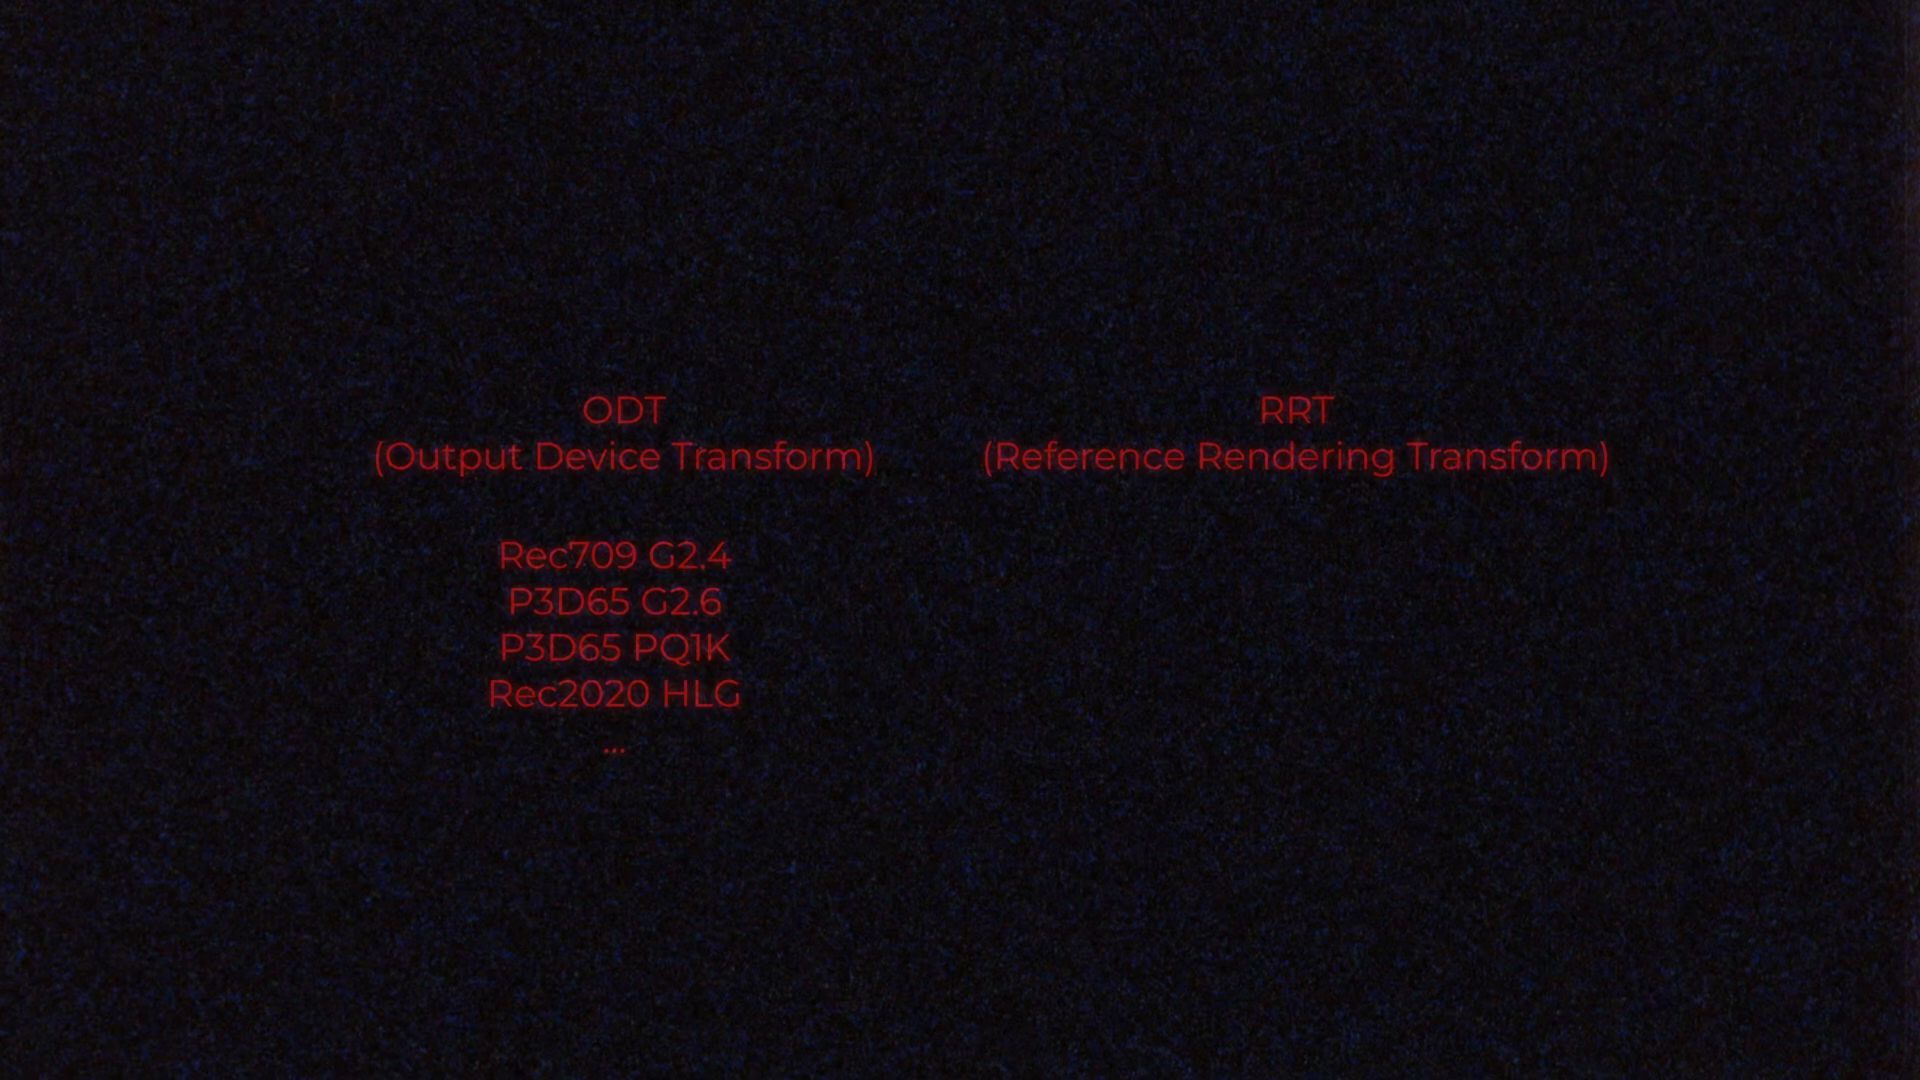 ODT
(Output Device Transform)
Rec709 G2.4
P3D65 G2.6
P3D65 PQ1K
Rec2020 HLG
...
RRT
(Reference Rendering Transform)